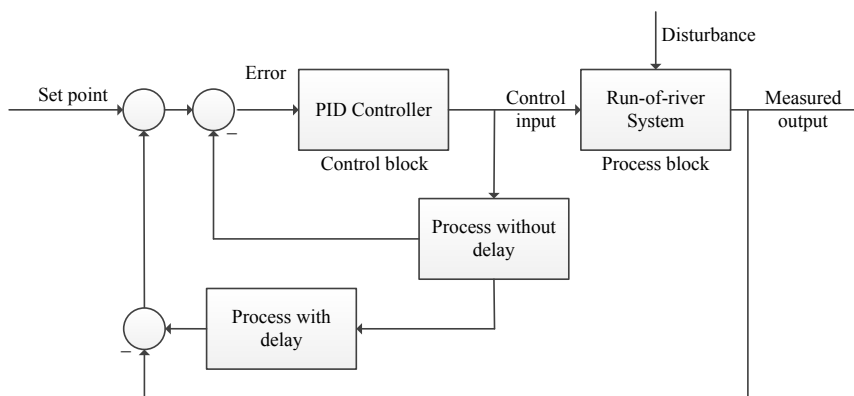 Disturbance
Set point
Error
PID Controller
Control block
Control
input
Run-of-river
System
Process block
Measured
output
–
Process without
delay
Process with
delay
–